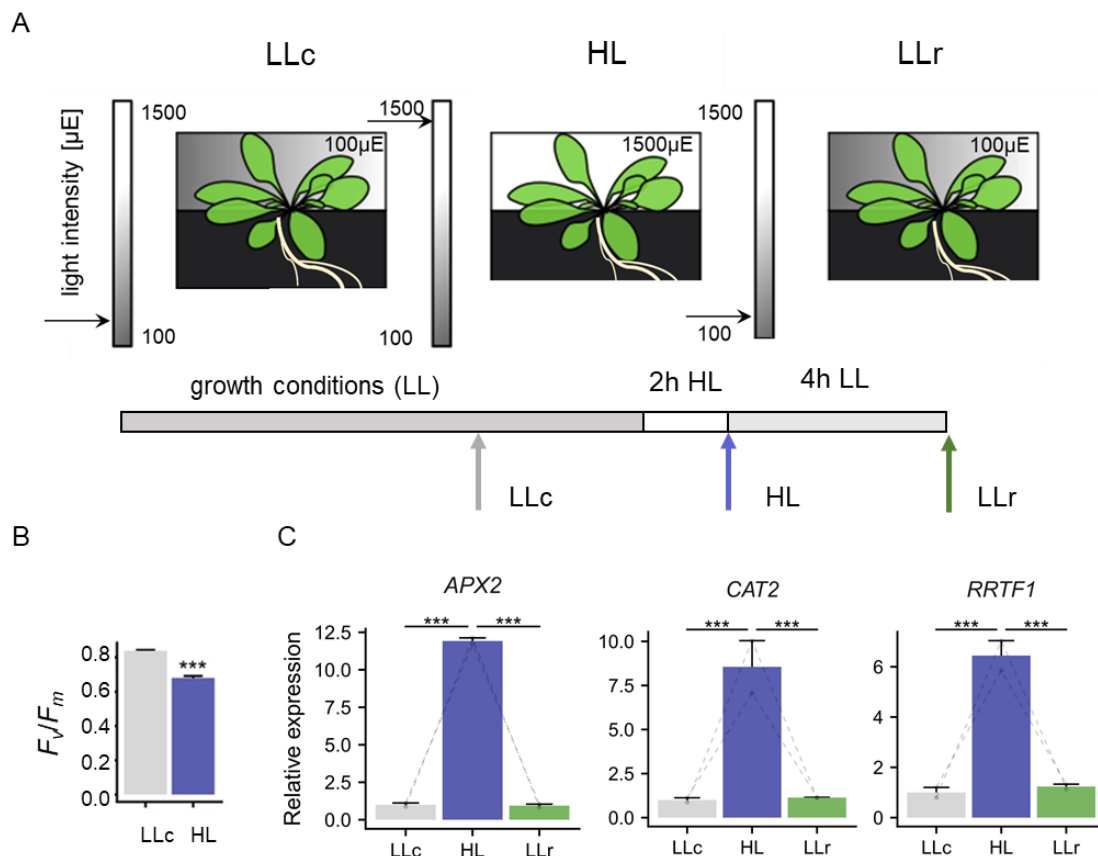 A
LLc
HL
LLr
light intensity [µE]
1500
100
100µE
1500
100
1500µE
1500
100
100µE
growth conditions (LL)
2h HL
4h LL
LLc
HL
LLr
B
C
Fv/Fm
0.8
0.6
0.4
0.2
0.0
***
LLc HL
Relative expression
APX2
*** ***
12.5
10.0
7.5
5.0
2.5
0.0
LLc HL LLr
CAT2
*** ***
10.0
7.5
5.0
2.5
0.0
LLc HL LLr
RRTF1
*** ***
6
4
2
0
LLc HL LLr